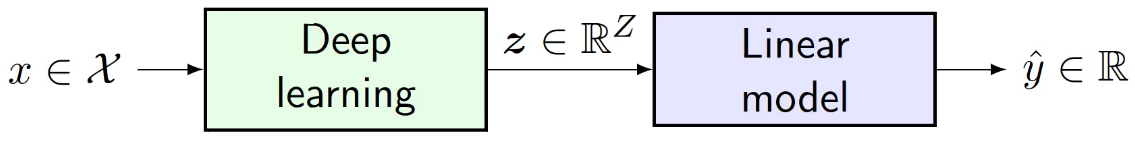 x ∈ 𝒳
Deep
learning
𝒛 ∈ ℝ^Z
Linear
model
ŷ ∈ ℝ